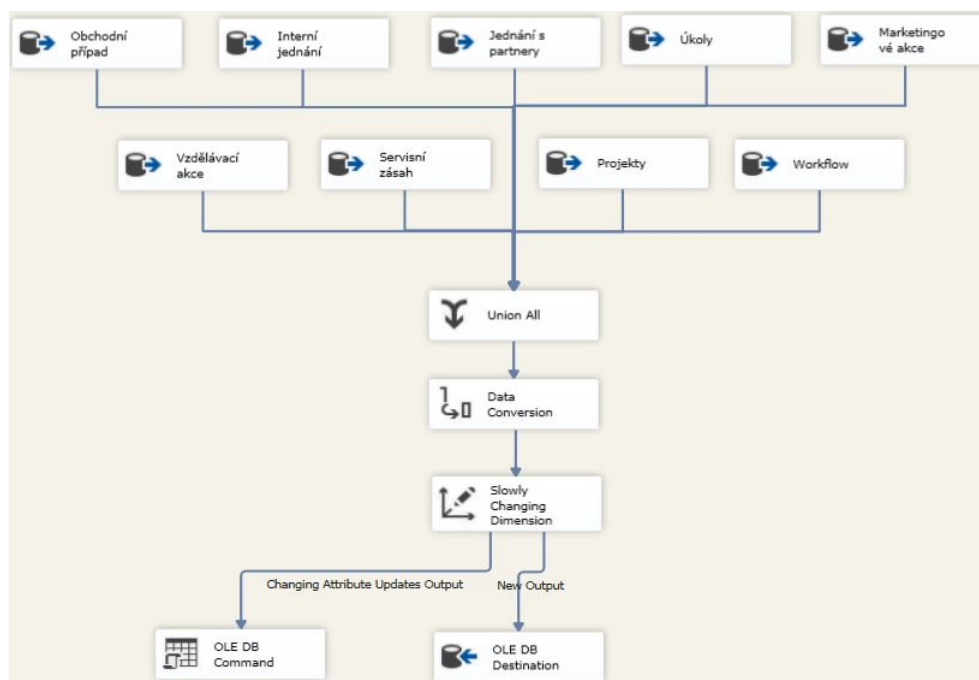 Obchodní
případ
Interní
jednání
Jednání s
partnery
Úkoly
Marketingo
vé akce
Vzdělávací
akce
Servisní
zásah
Projekty
Workflow
Union All
Data
Conversion
Slowly
Changing
Dimension
Changing Attribute Updates Output
New Output
OLE DB
Command
OLE DB
Destination